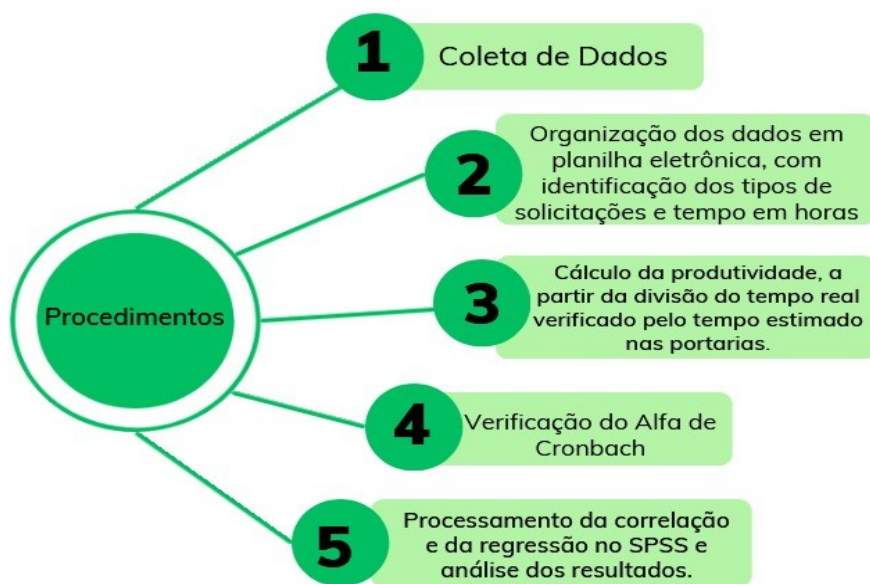 1
Coleta de Dados
2
Organização dos dados em
planilha eletrônica, com
identificação dos tipos de
solicitações e tempo em horas
Procedimentos
3
Cálculo da produtividade, a
partir da divisão do tempo real
verificado pelo tempo estimado
nas portarias.
4
Verificação do Alfa de
Cronbach
5
Processamento da correlação
e da regressão no SPSS e
análise dos resultados.